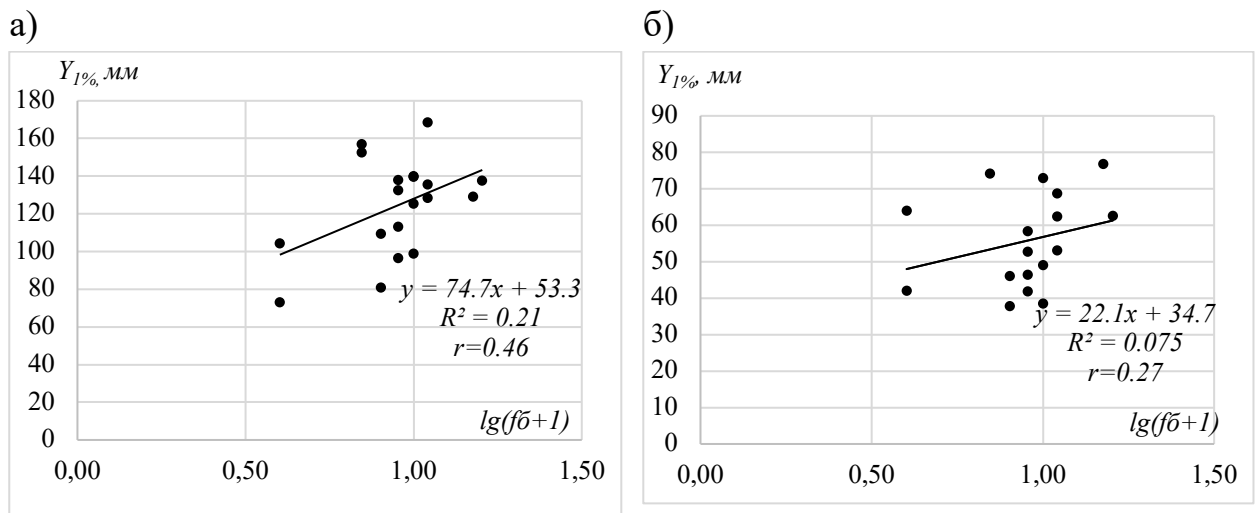 а)
Y1%, мм
180
160
140
120
100
80
60
40
20
0
y = 74.7x + 53.3
R² = 0.21
r=0.46
lg(fб+1)
0,00
0,50
1,00
1,50
б)
Y1%, мм
90
80
70
60
50
40
30
20
10
0
y = 22.1x + 34.7
R² = 0.075
r=0.27
lg(fб+1)
0,00
0,50
1,00
1,50